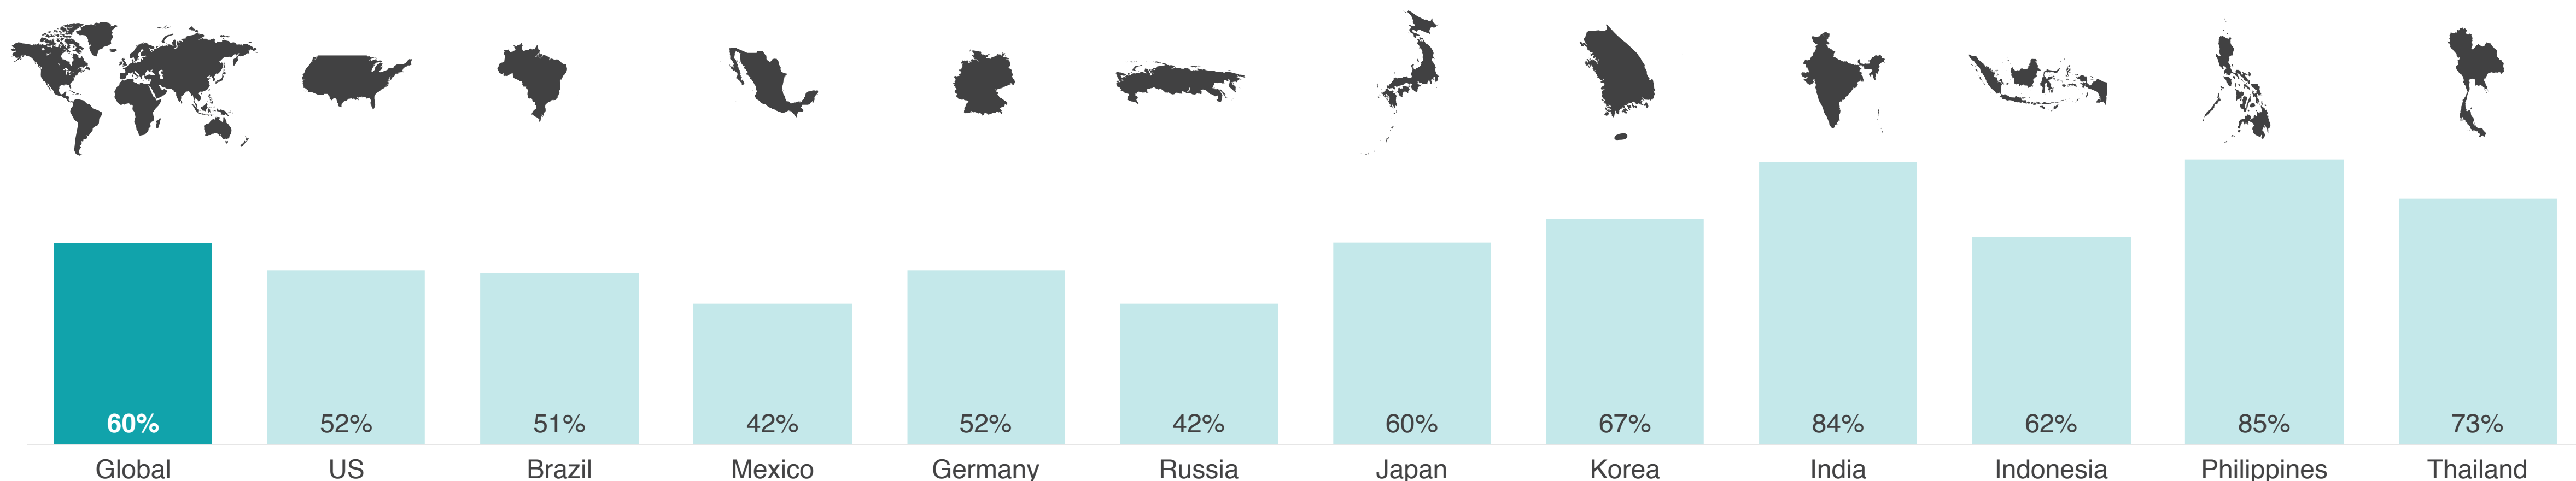 60% 52% 51% 42% 52% 42% 60% 67% 84% 62% 85% 73%
Global US Brazil Mexico Germany Russia Japan Korea India Indonesia Philippines Thailand